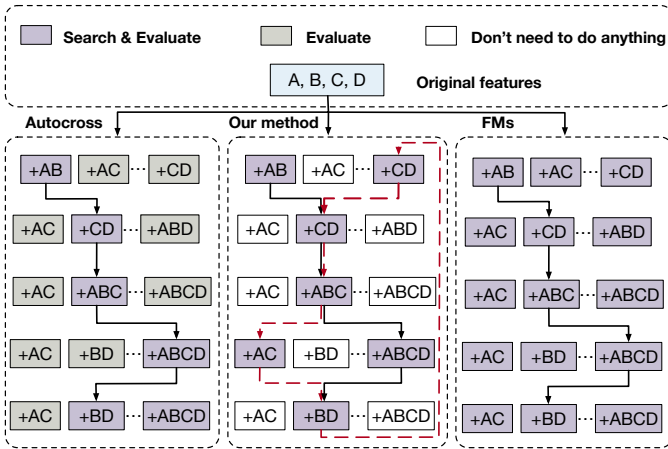 Search & Evaluate Evaluate Don't need to do anything
A, B, C, D
Original features
Autocross Our method FMs
+AB +AC ··· +CD +AB +AC ··· +CD +AB +AC ··· +CD
+AC +CD ··· +ABD +AC +CD ··· +ABD +AC +CD ··· +ABD
+AC +ABC ··· +ABCD +AC +ABC ··· +ABCD +AC +ABC ··· +ABCD
+AC +BD ··· +ABCD +AC +BD ··· +ABCD +AC +BD ··· +ABCD
+AC +BD ··· +ABCD +AC +BD ··· +ABCD +AC +BD ··· +ABCD